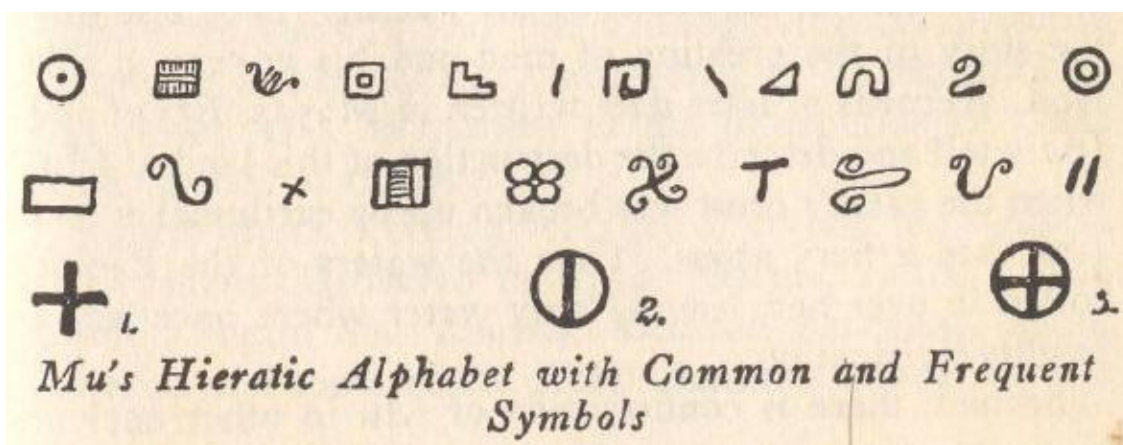 1. 2. 3.
Mu's Hieratic Alphabet with Common and Frequent
Symbols